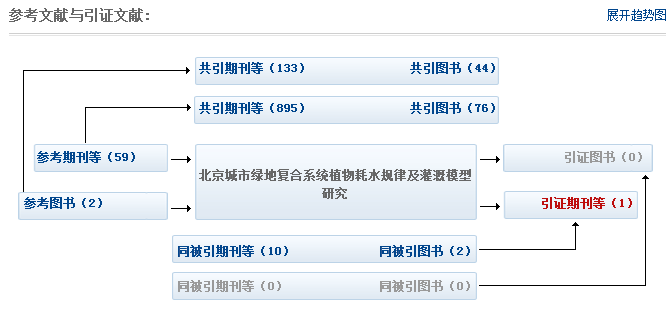 参考文献与引证文献：
展开趋势图
共引期刊等（133） 共引图书（44）
共引期刊等（895） 共引图书（76）
参考期刊等（59）
北京城市绿地复合系统植物耗水规律及灌溉模型
研究
引证图书（0）
参考图书（2）
引证期刊等（1）
同被引期刊等（10） 同被引图书（2）
同被引期刊等（0） 同被引图书（0）